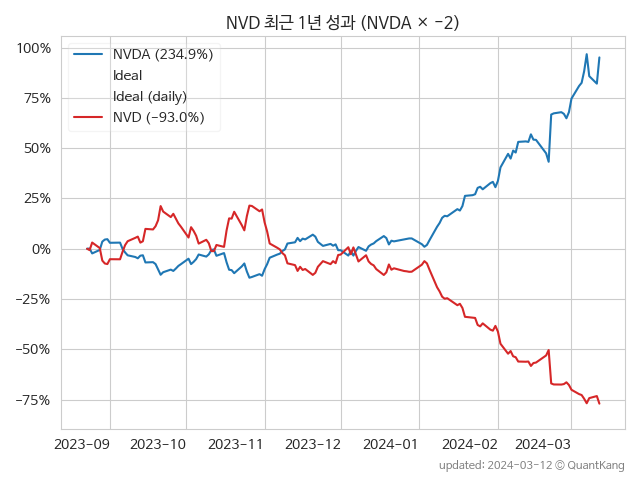 NVD 최근 1년 성과 (NVDA × −2)
NVDA (234.9%)
Ideal
Ideal (daily)
NVD (−93.0%)
100%
75%
50%
25%
0%
−25%
−50%
−75%
2023-09 2023-10 2023-11 2023-12 2024-01 2024-02 2024-03
updated: 2024-03-12 © QuantKang